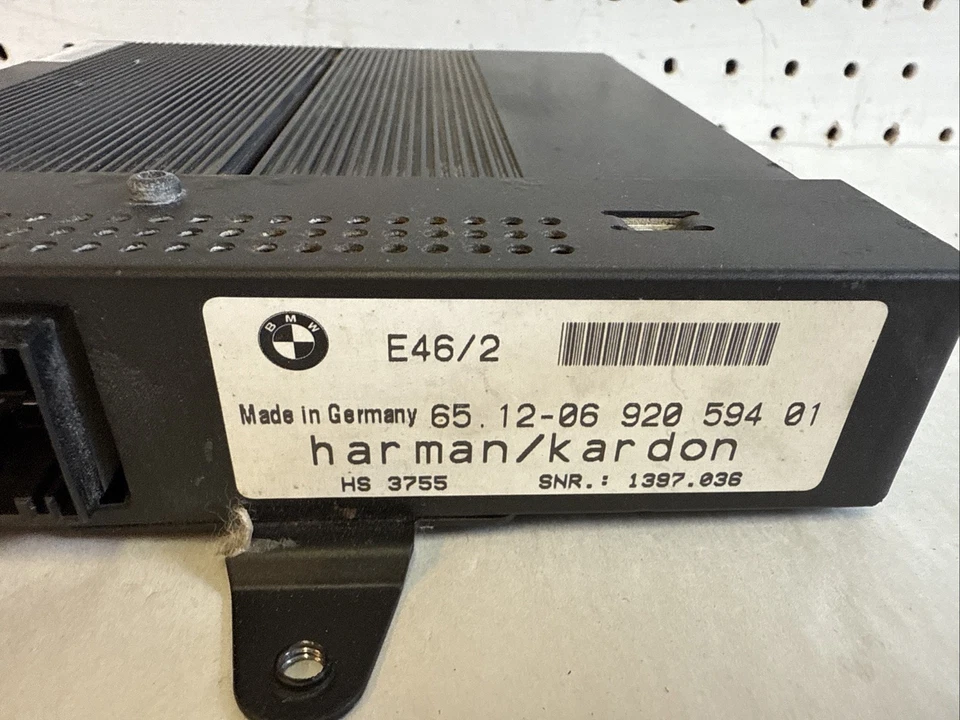 BMW
E46/2
Made in Germany 65.12-06 920 594 01
harman/kardon
HS 3755 SNR.: 1397.036